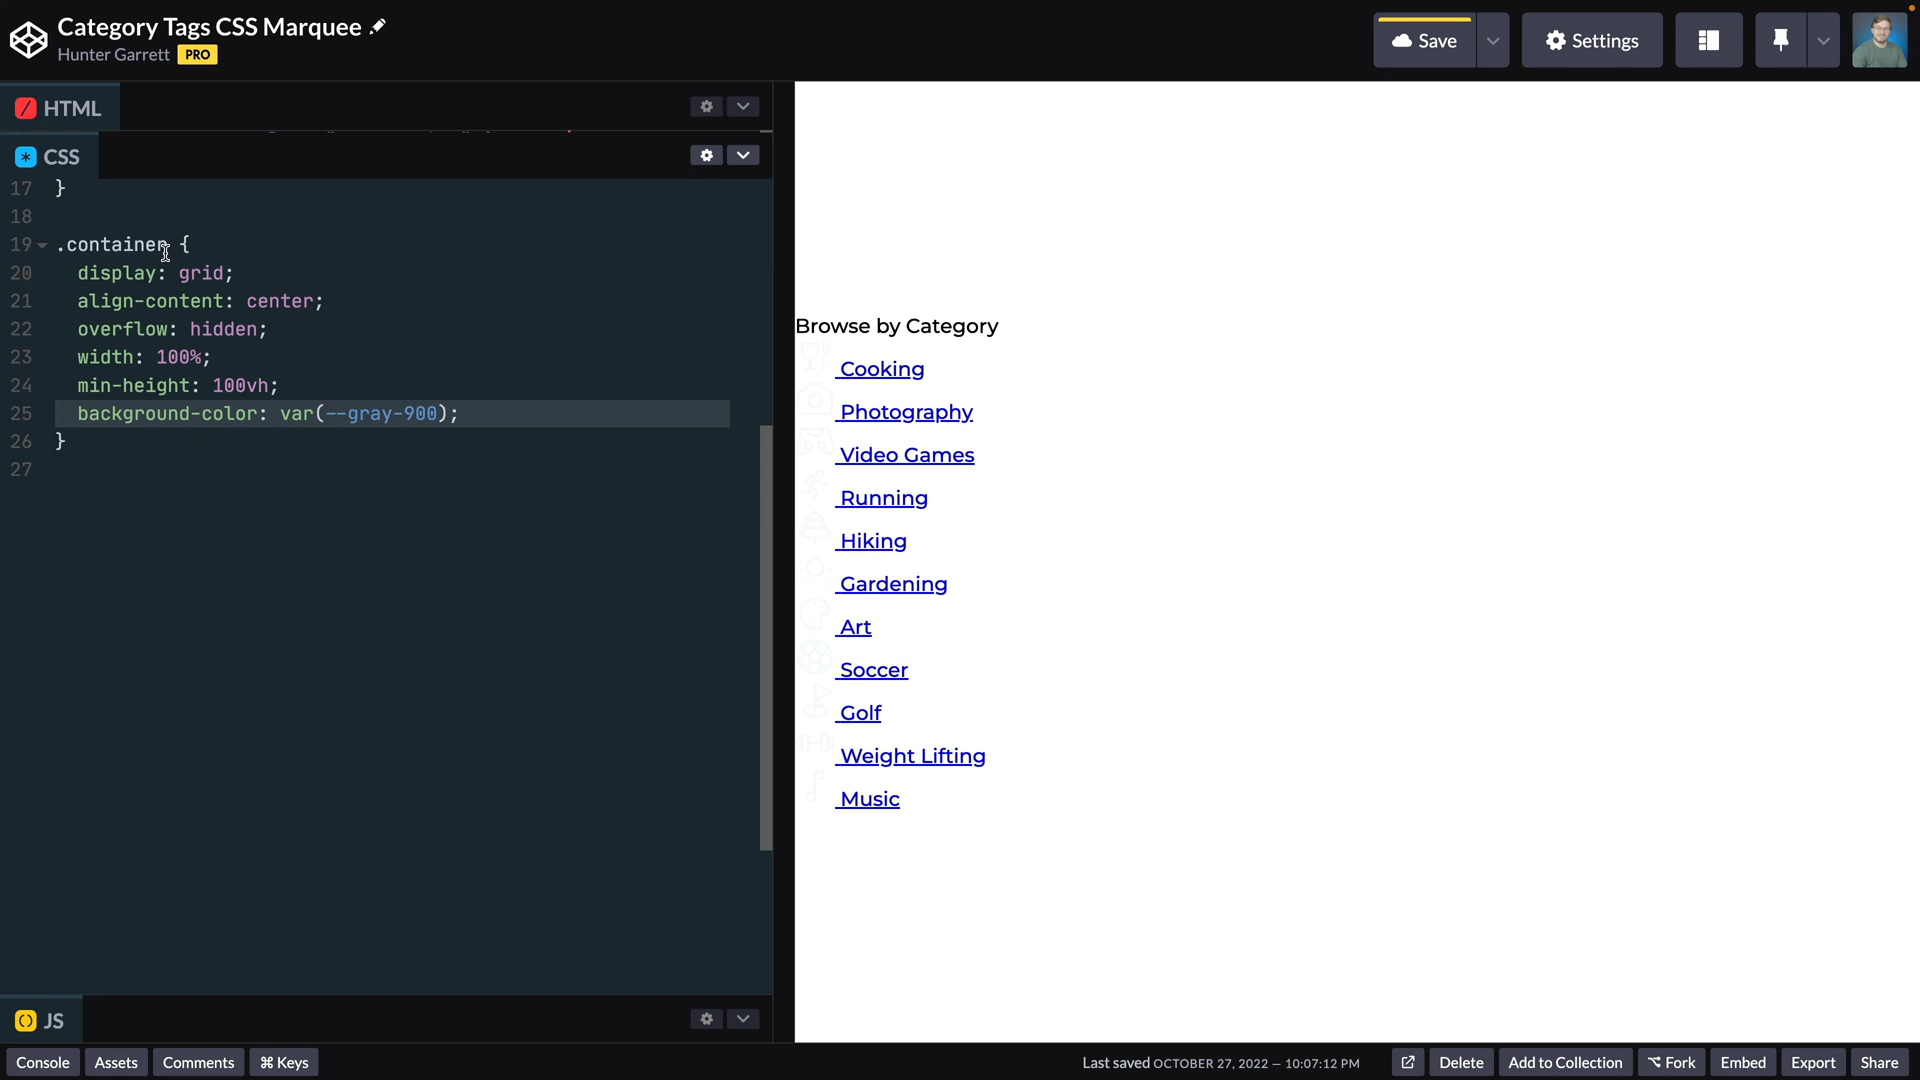 Category Tags CSS Marquee
Hunter Garrett PRO
Save
Settings
HTML
CSS
17 }
18
19 .container {
20 display: grid;
21 align-content: center;
22 overflow: hidden;
23 width: 100%;
24 min-height: 100vh;
25 background-color: var(--gray-900);
26 }
27
JS
Browse by Category
Cooking
Photography
Video Games
Running
Hiking
Gardening
Art
Soccer
Golf
Weight Lifting
Music
Console Assets Comments ⌘ Keys Last saved OCTOBER 27, 2022 — 10:07:12 PM Delete Add to Collection ⌥ Fork Embed Export Share